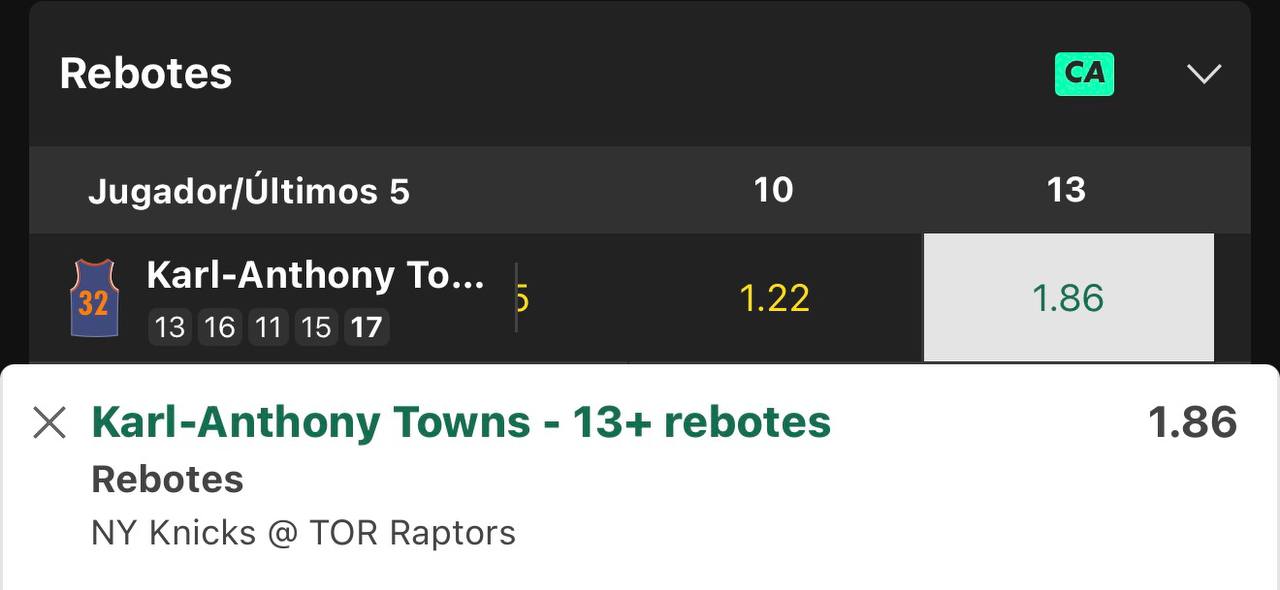 Rebotes CA
Jugador/Últimos 5 10 13
32 Karl-Anthony To... 5 1.22 1.86
13 16 11 15 17
Karl-Anthony Towns - 13+ rebotes 1.86
Rebotes
NY Knicks @ TOR Raptors